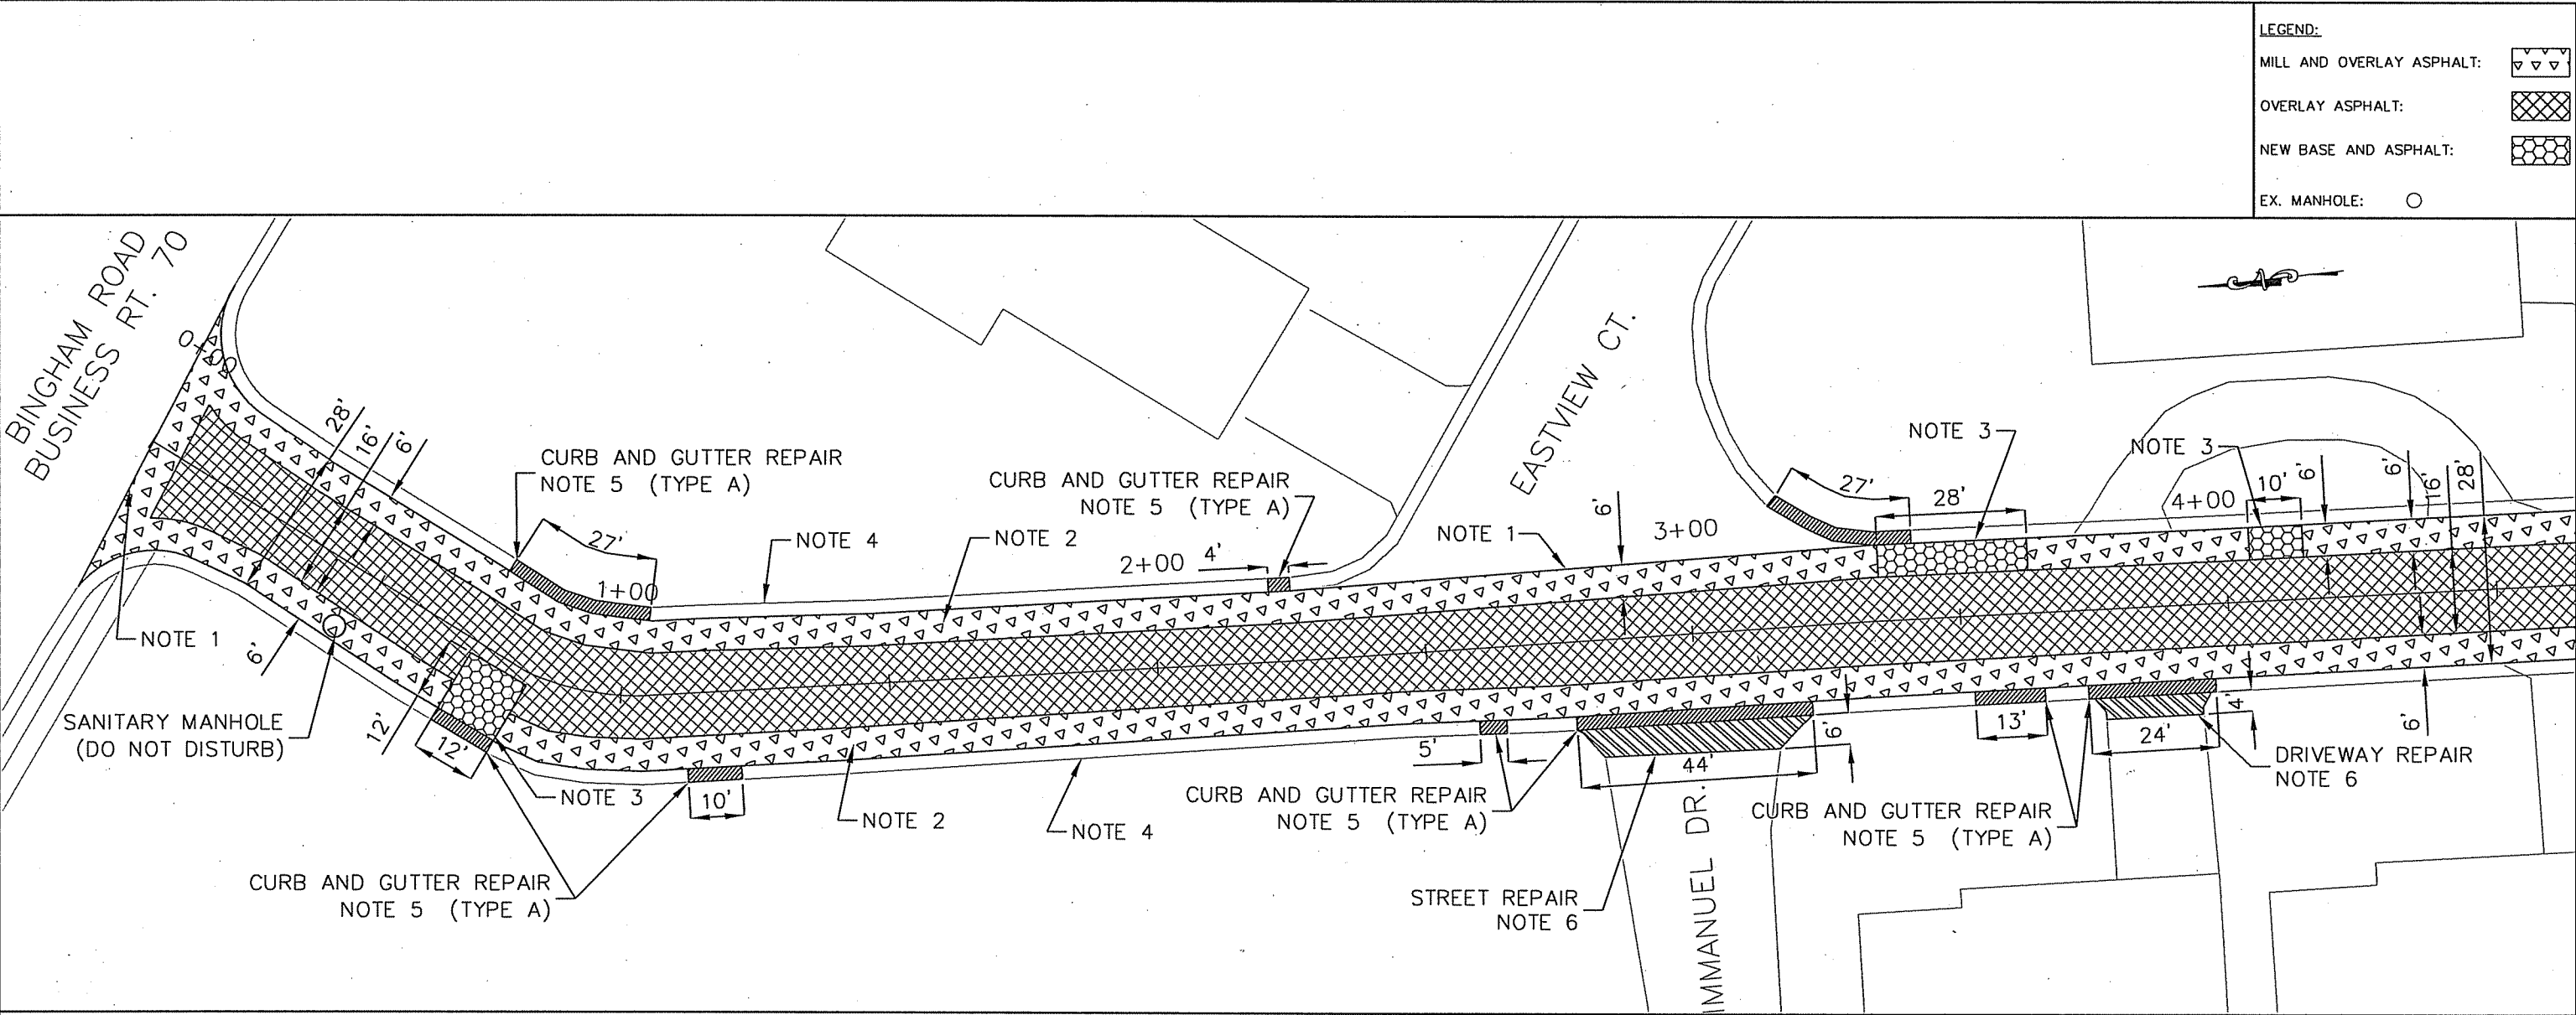 LEGEND:
MILL AND OVERLAY ASPHALT:
OVERLAY ASPHALT:
NEW BASE AND ASPHALT:
EX. MANHOLE:
BINGHAM ROAD
BUSINESS RT. 70
0+00
28'
16'
6'
CURB AND GUTTER REPAIR
NOTE 5 (TYPE A)
27'
1+00
NOTE 4
NOTE 2
CURB AND GUTTER REPAIR
NOTE 5 (TYPE A)
2+00
4'
EASTVIEW CT.
NOTE 1
6'
3+00
27'
28'
NOTE 3
NOTE 3
4+00
10'
6'
6'
16'
28'
NOTE 1
6'
SANITARY MANHOLE
(DO NOT DISTURB)
12'
12'
NOTE 3
10'
CURB AND GUTTER REPAIR
NOTE 5 (TYPE A)
NOTE 2
NOTE 4
5'
CURB AND GUTTER REPAIR
NOTE 5 (TYPE A)
44'
6'
STREET REPAIR
NOTE 6
IMMANUEL DR.
13'
CURB AND GUTTER REPAIR
NOTE 5 (TYPE A)
24'
4'
DRIVEWAY REPAIR
NOTE 6
6'